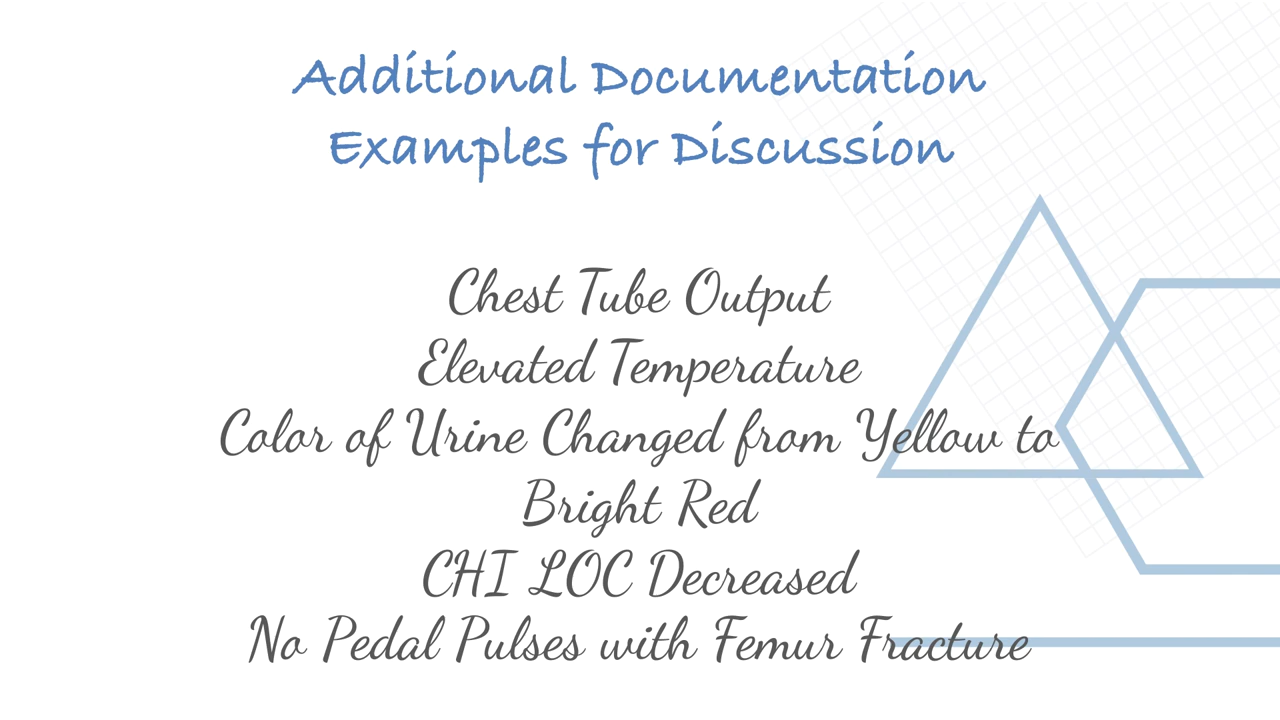 Additional Documentation
Examples for Discussion
Chest Tube Output
Elevated Temperature
Color of Urine Changed from Yellow to
Bright Red
CHI LOC Decreased
No Pedal Pulses with Femur Fracture